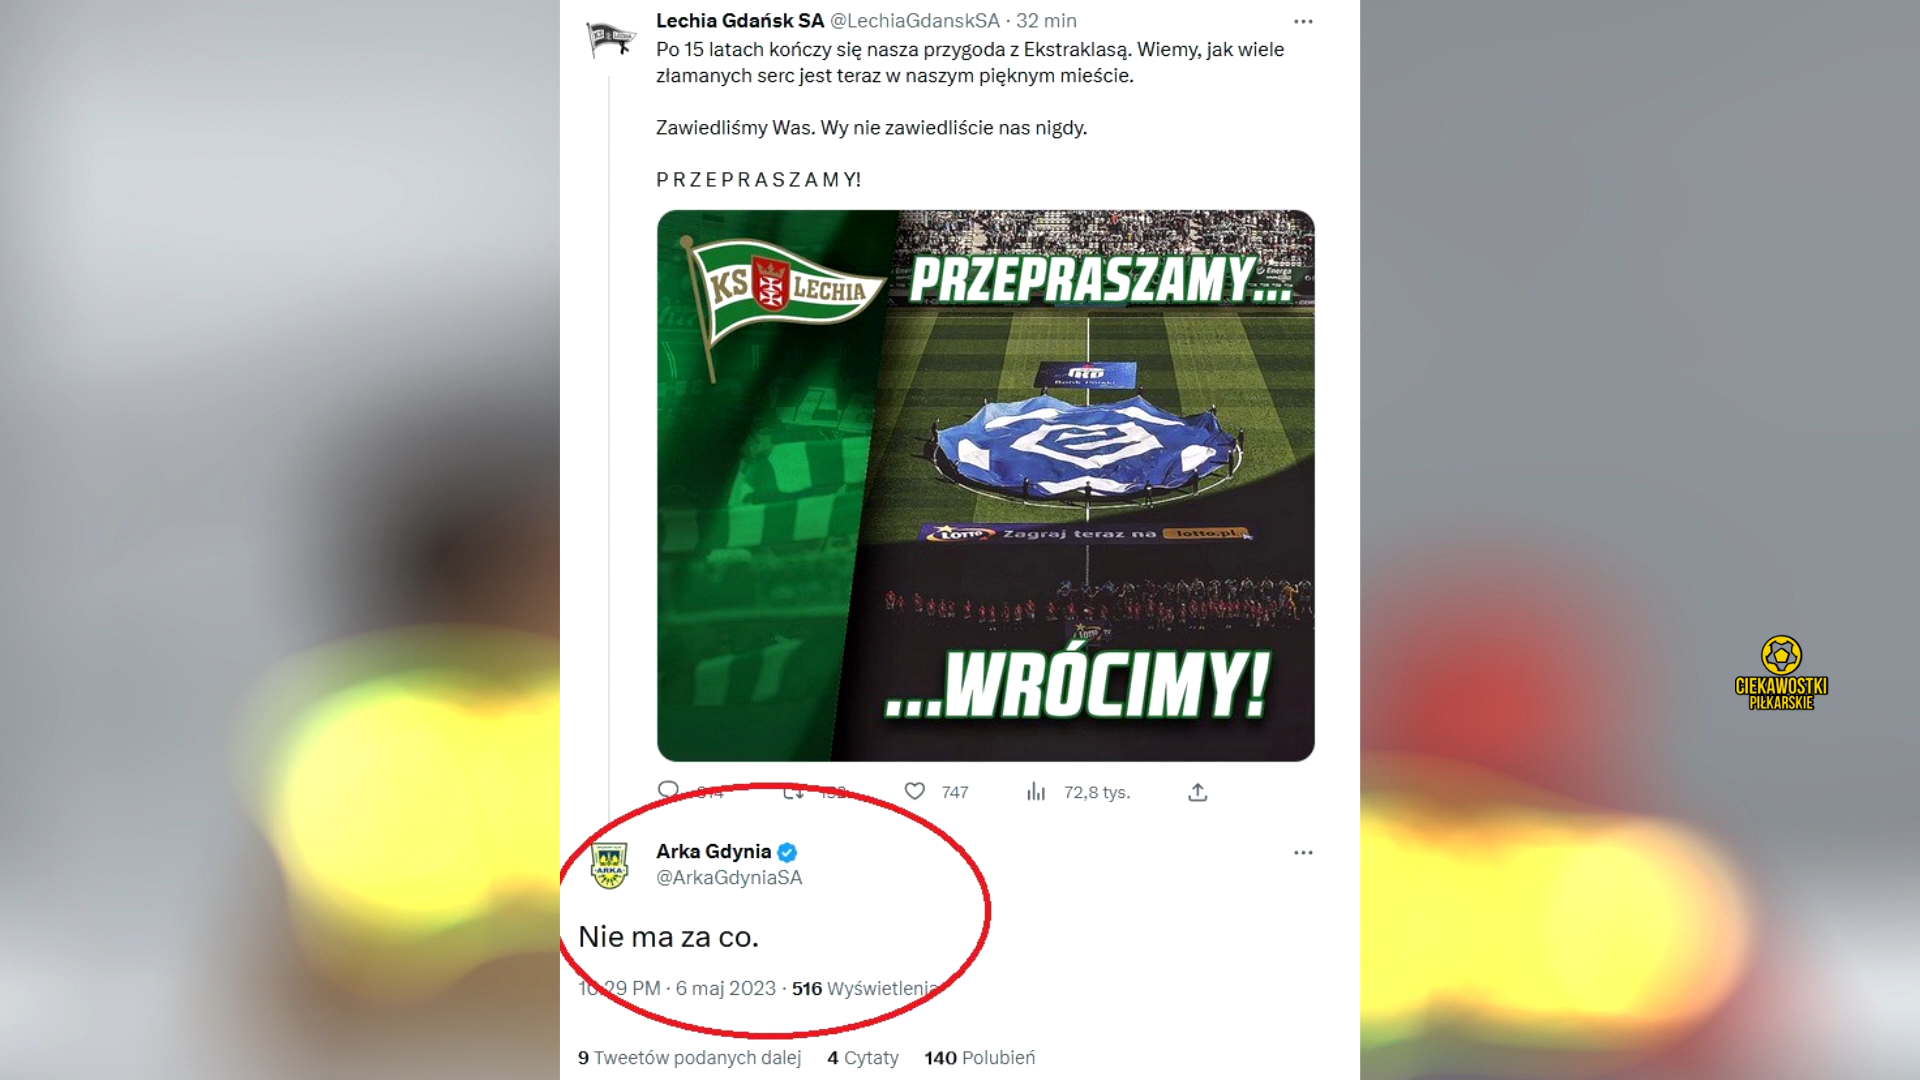 Lechia Gdańsk SA @LechiaGdanskSA · 32 min
Po 15 latach kończy się nasza przygoda z Ekstraklasą. Wiemy, jak wiele
złamanych serc jest teraz w naszym pięknym mieście.
Zawiedliśmy Was. Wy nie zawiedliście nas nigdy.
P R Z E P R A S Z A M Y!
KS LECHIA
PRZEPRASZAMY...
Energa
LOTTO Zagraj teraz na lotto.pl
...WRÓCIMY!
747 72,8 tys.
Arka Gdynia
@ArkaGdyniaSA
ARKA
Nie ma za co.
10:29 PM · 6 maj 2023 · 516 Wyświetlenia
9 Tweetów podanych dalej 4 Cytaty 140 Polubień
CIEKAWOSTKI
PIŁKARSKIE